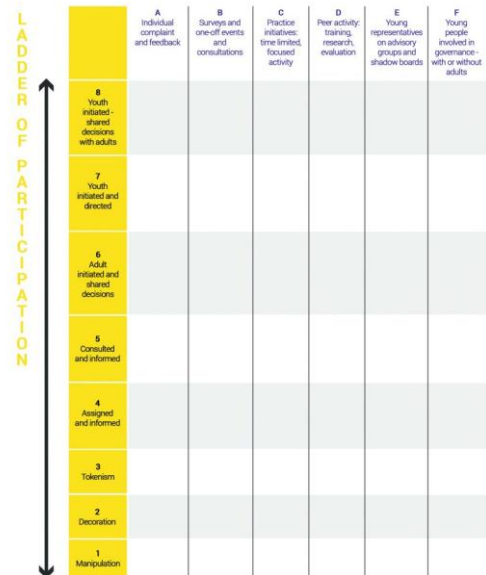 LADDER OF PARTICIPATION
A
Individual
complaint
and feedback
B
Surveys and
one-off events
and
consultations
C
Practice
initiatives:
time limited,
focused
activity
D
Peer activity:
training,
research,
evaluation
E
Young
representatives
on advisory
groups and
shadow boards
F
Young
people
involved in
governance -
with or without
adults
8
Youth
initiated -
shared
decisions
with adults
7
Youth
initiated and
directed
6
Adult
initiated and
shared
decisions
5
Consulted
and informed
4
Assigned
and informed
3
Tokenism
2
Decoration
1
Manipulation